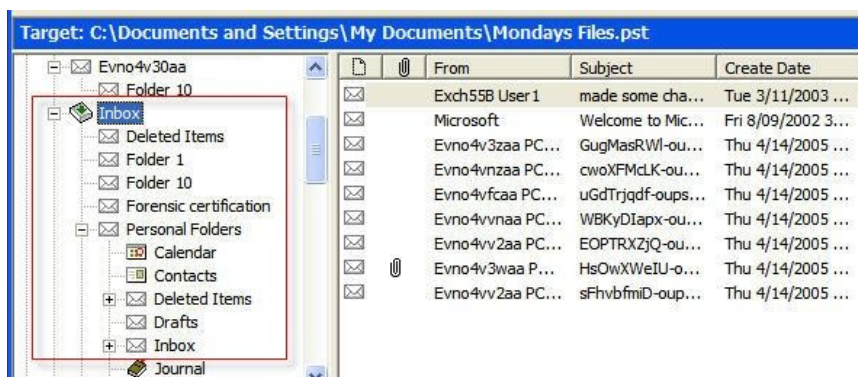 Target: C:\Documents and Settings\My Documents\Mondays Files.pst
Evno4v30aa
Folder 10
Inbox
Deleted Items
Folder 1
Folder 10
Forensic certification
Personal Folders
Calendar
Contacts
Deleted Items
Drafts
Inbox
Journal
From Subject Create Date
Exch55B User1 made some cha... Tue 3/11/2003 ...
Microsoft Welcome to Mic... Fri 8/09/2002 3...
Evno4v3zaa PC... GugMasRWl-ou... Thu 4/14/2005 ...
Evno4vnzaa PC... cwoXFMcLK-ou... Thu 4/14/2005 ...
Evno4vfcaa PC... uGdTrjqdf-oups... Thu 4/14/2005 ...
Evno4vvnaa PC... WBKyDIapx-ou... Thu 4/14/2005 ...
Evno4vv2aa PC... EOPTRXZjQ-ou... Thu 4/14/2005 ...
Evno4v3waa P... HsOwXWeIU-o... Thu 4/14/2005 ...
Evno4vv2aa PC... sFhvbfmiD-oup... Thu 4/14/2005 ...